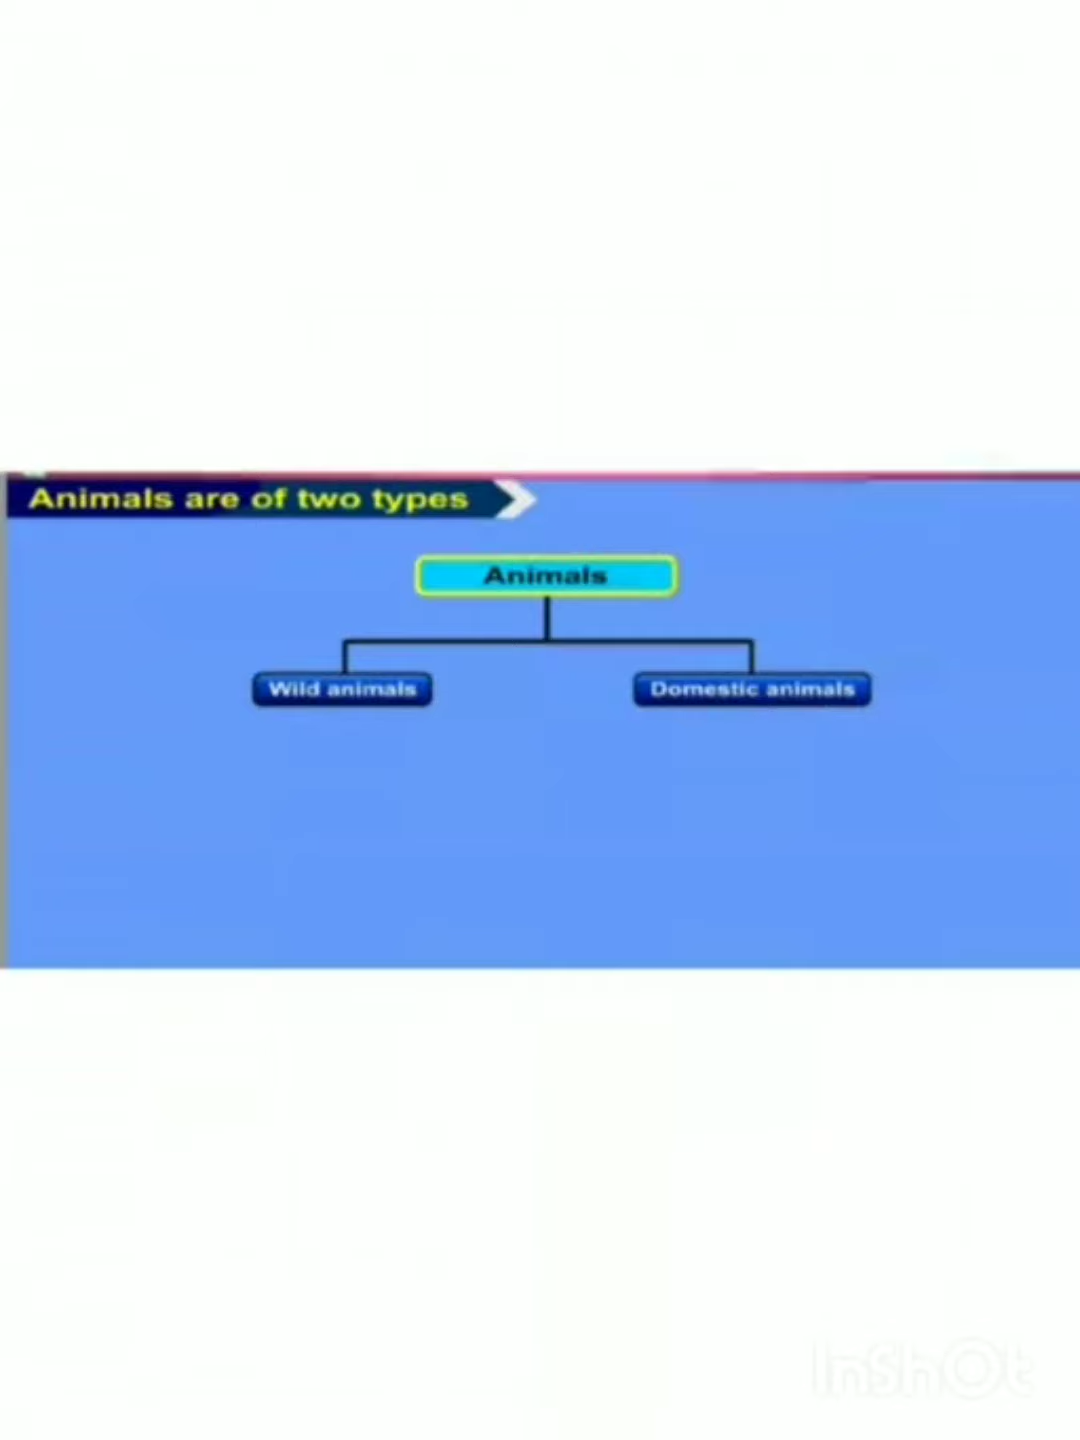 Animals are of two types
Animals
Wild animals
Domestic animals
InShOt